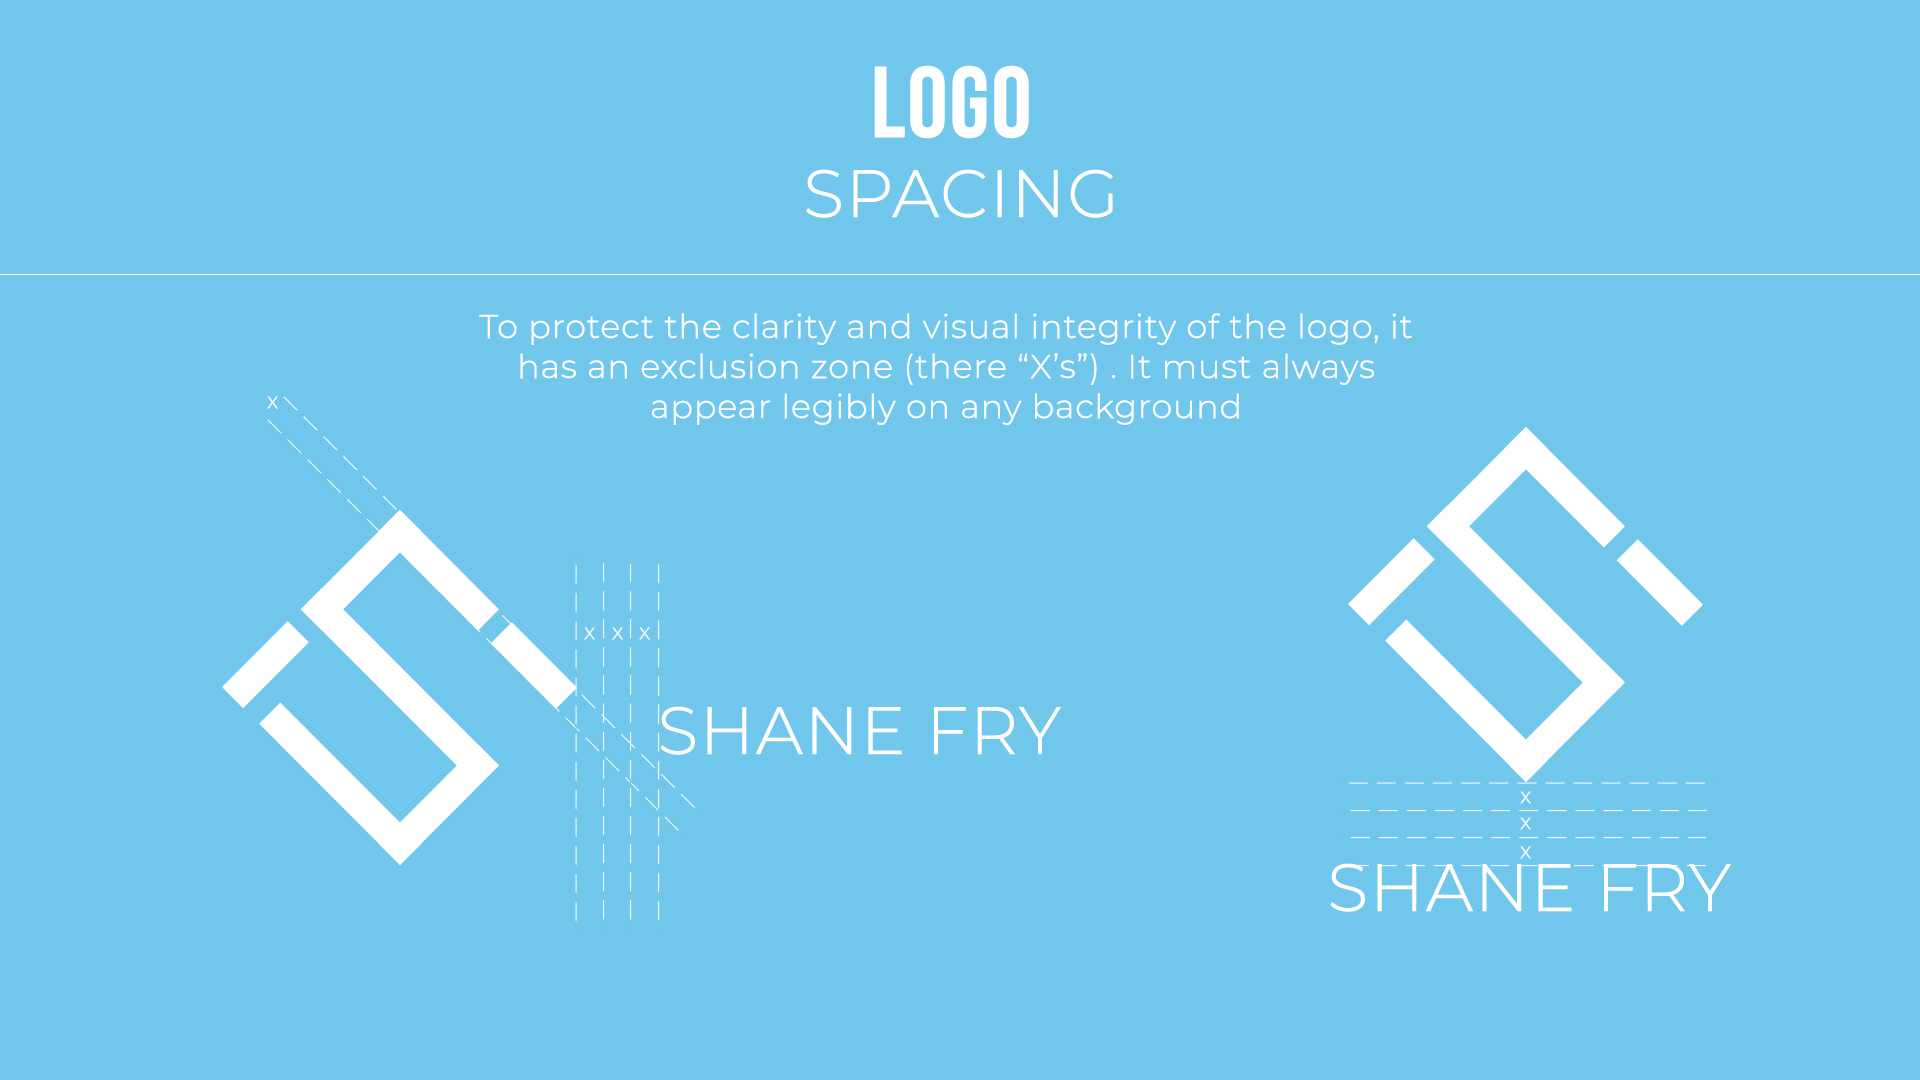 LOGO
SPACING
To protect the clarity and visual integrity of the logo, it
has an exclusion zone (there “X’s”) . It must always
appear legibly on any background
x
x x x
SHANE FRY
x
x
x
SHANE FRY